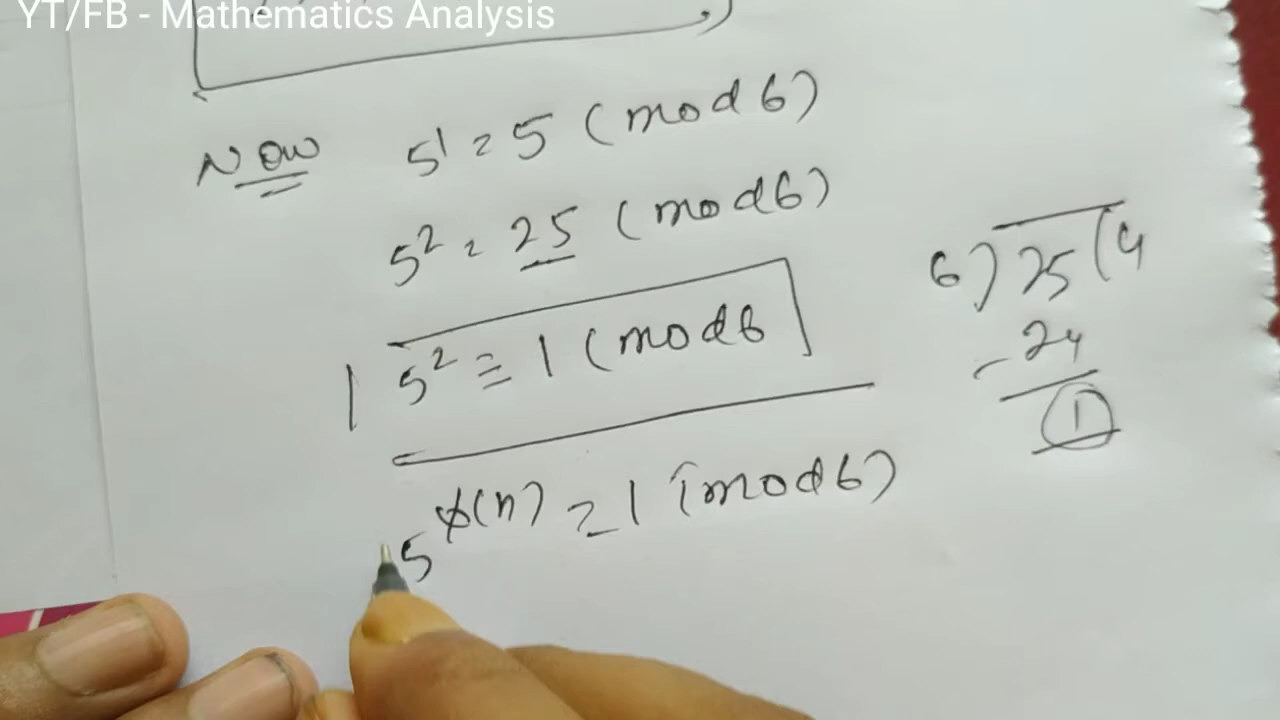 YT/FB - Mathematics Analysis
Now 5¹ = 5 (mod 6)
5² = 25 (mod 6)
5² ≡ 1 (mod 6
6) 25 (4
- 24
1
5^ϕ(n) ≡ 1 (mod 6)